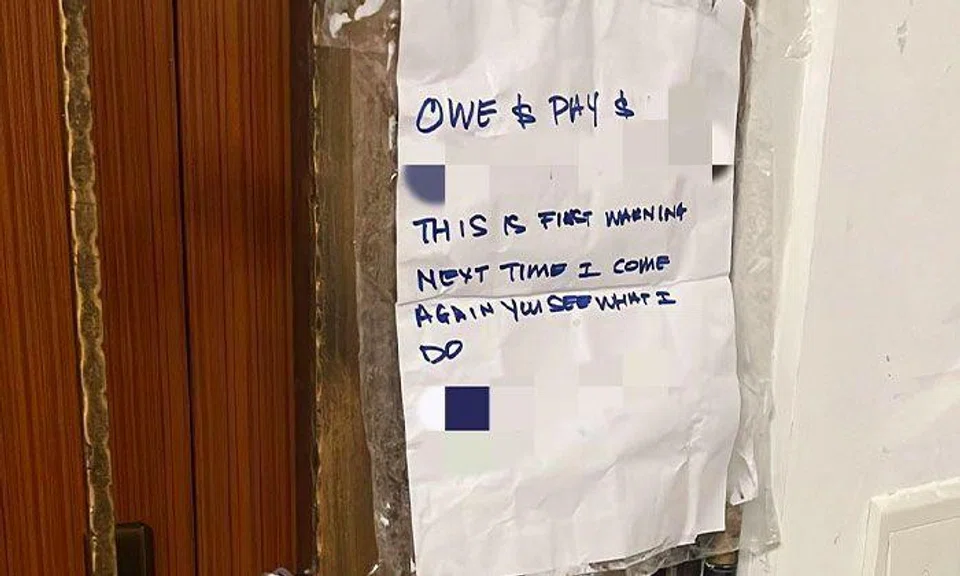 OWE $ PAY $
THIS IS FIRST WARNING
NEXT TIME I COME
AGAIN YOU SEE WHAT I
DO